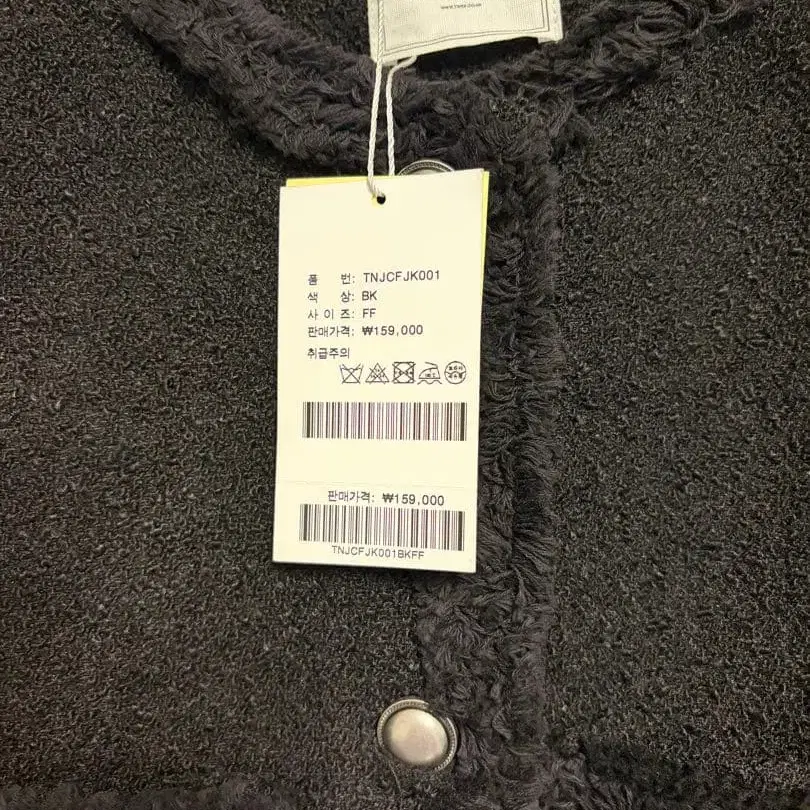 품 번: TNJCFJK001
색 상: BK
사 이 즈: FF
판매가격: ₩159,000
취급주의
판매가격: ₩159,000
TNJCFJK001BKFF